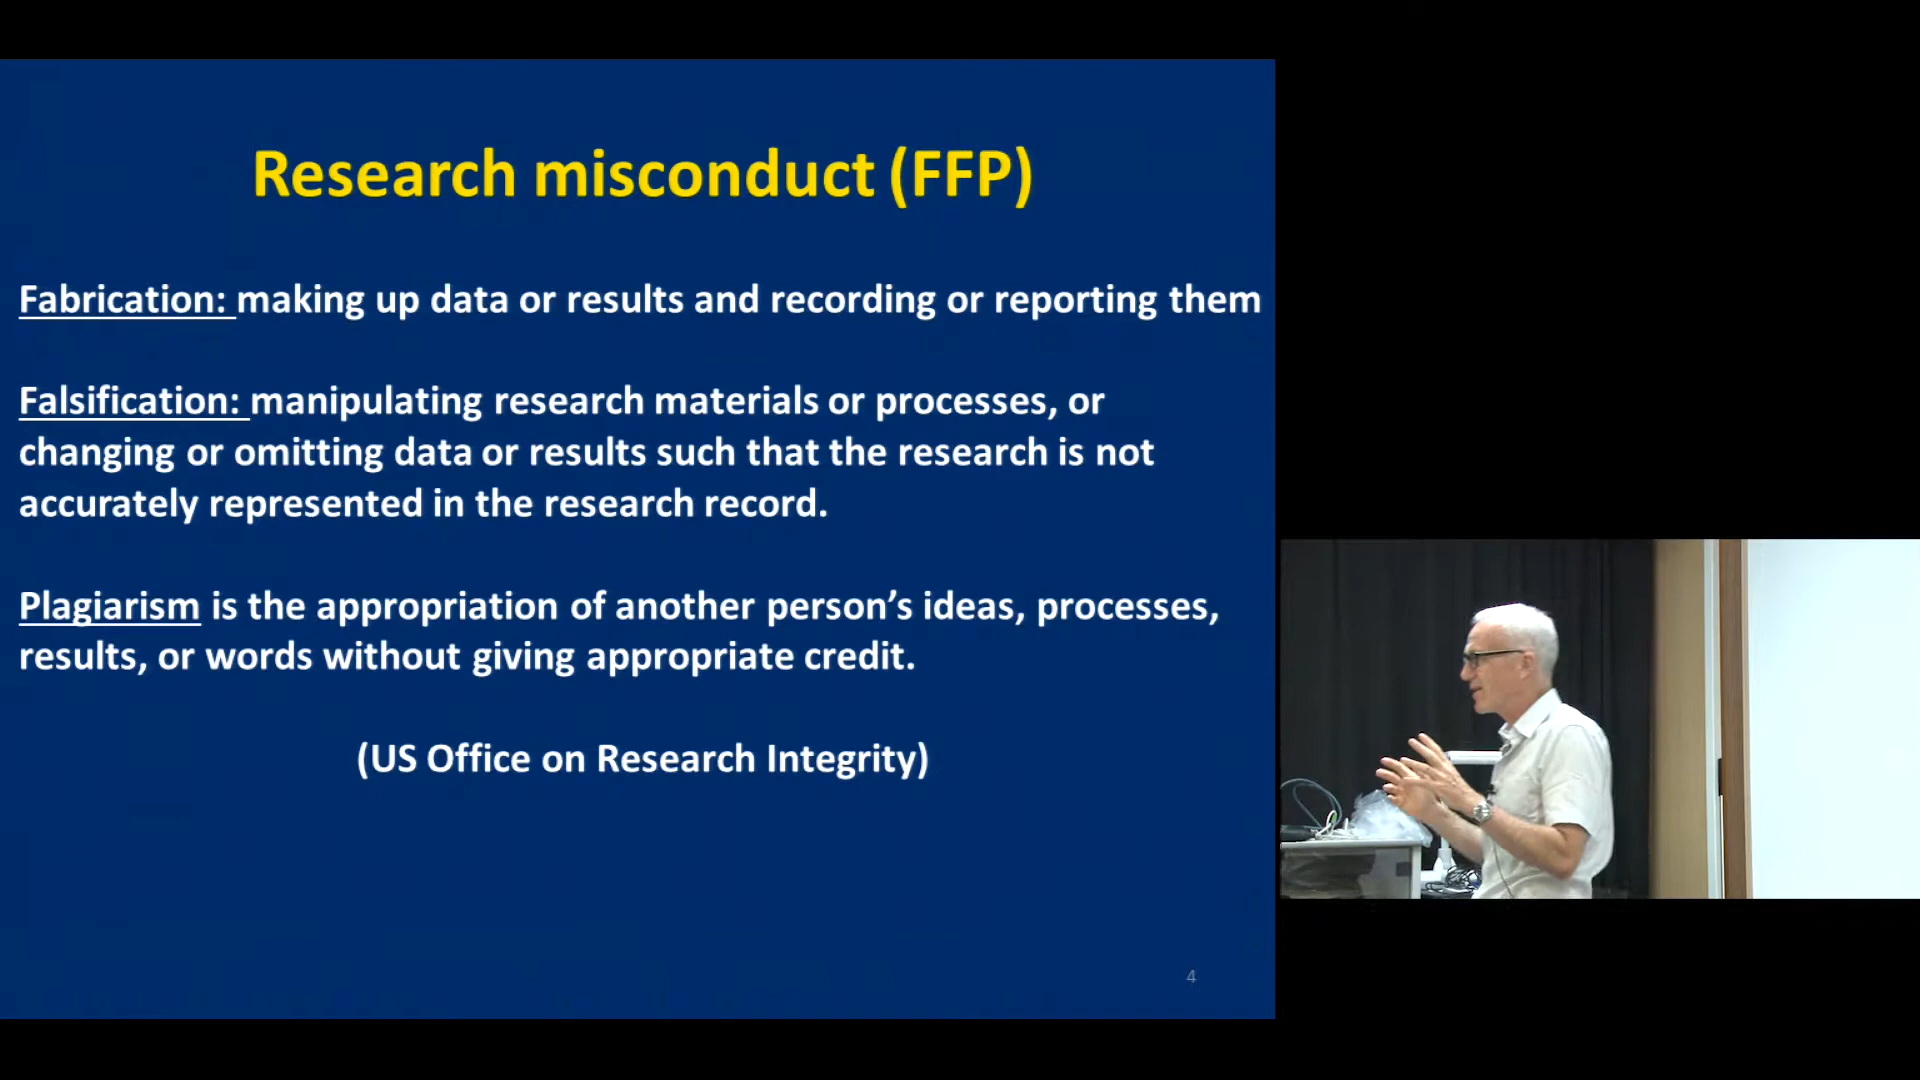 Research misconduct (FFP)
Fabrication: making up data or results and recording or reporting them
Falsification: manipulating research materials or processes, or
changing or omitting data or results such that the research is not
accurately represented in the research record.
Plagiarism is the appropriation of another person’s ideas, processes,
results, or words without giving appropriate credit.
(US Office on Research Integrity)
4